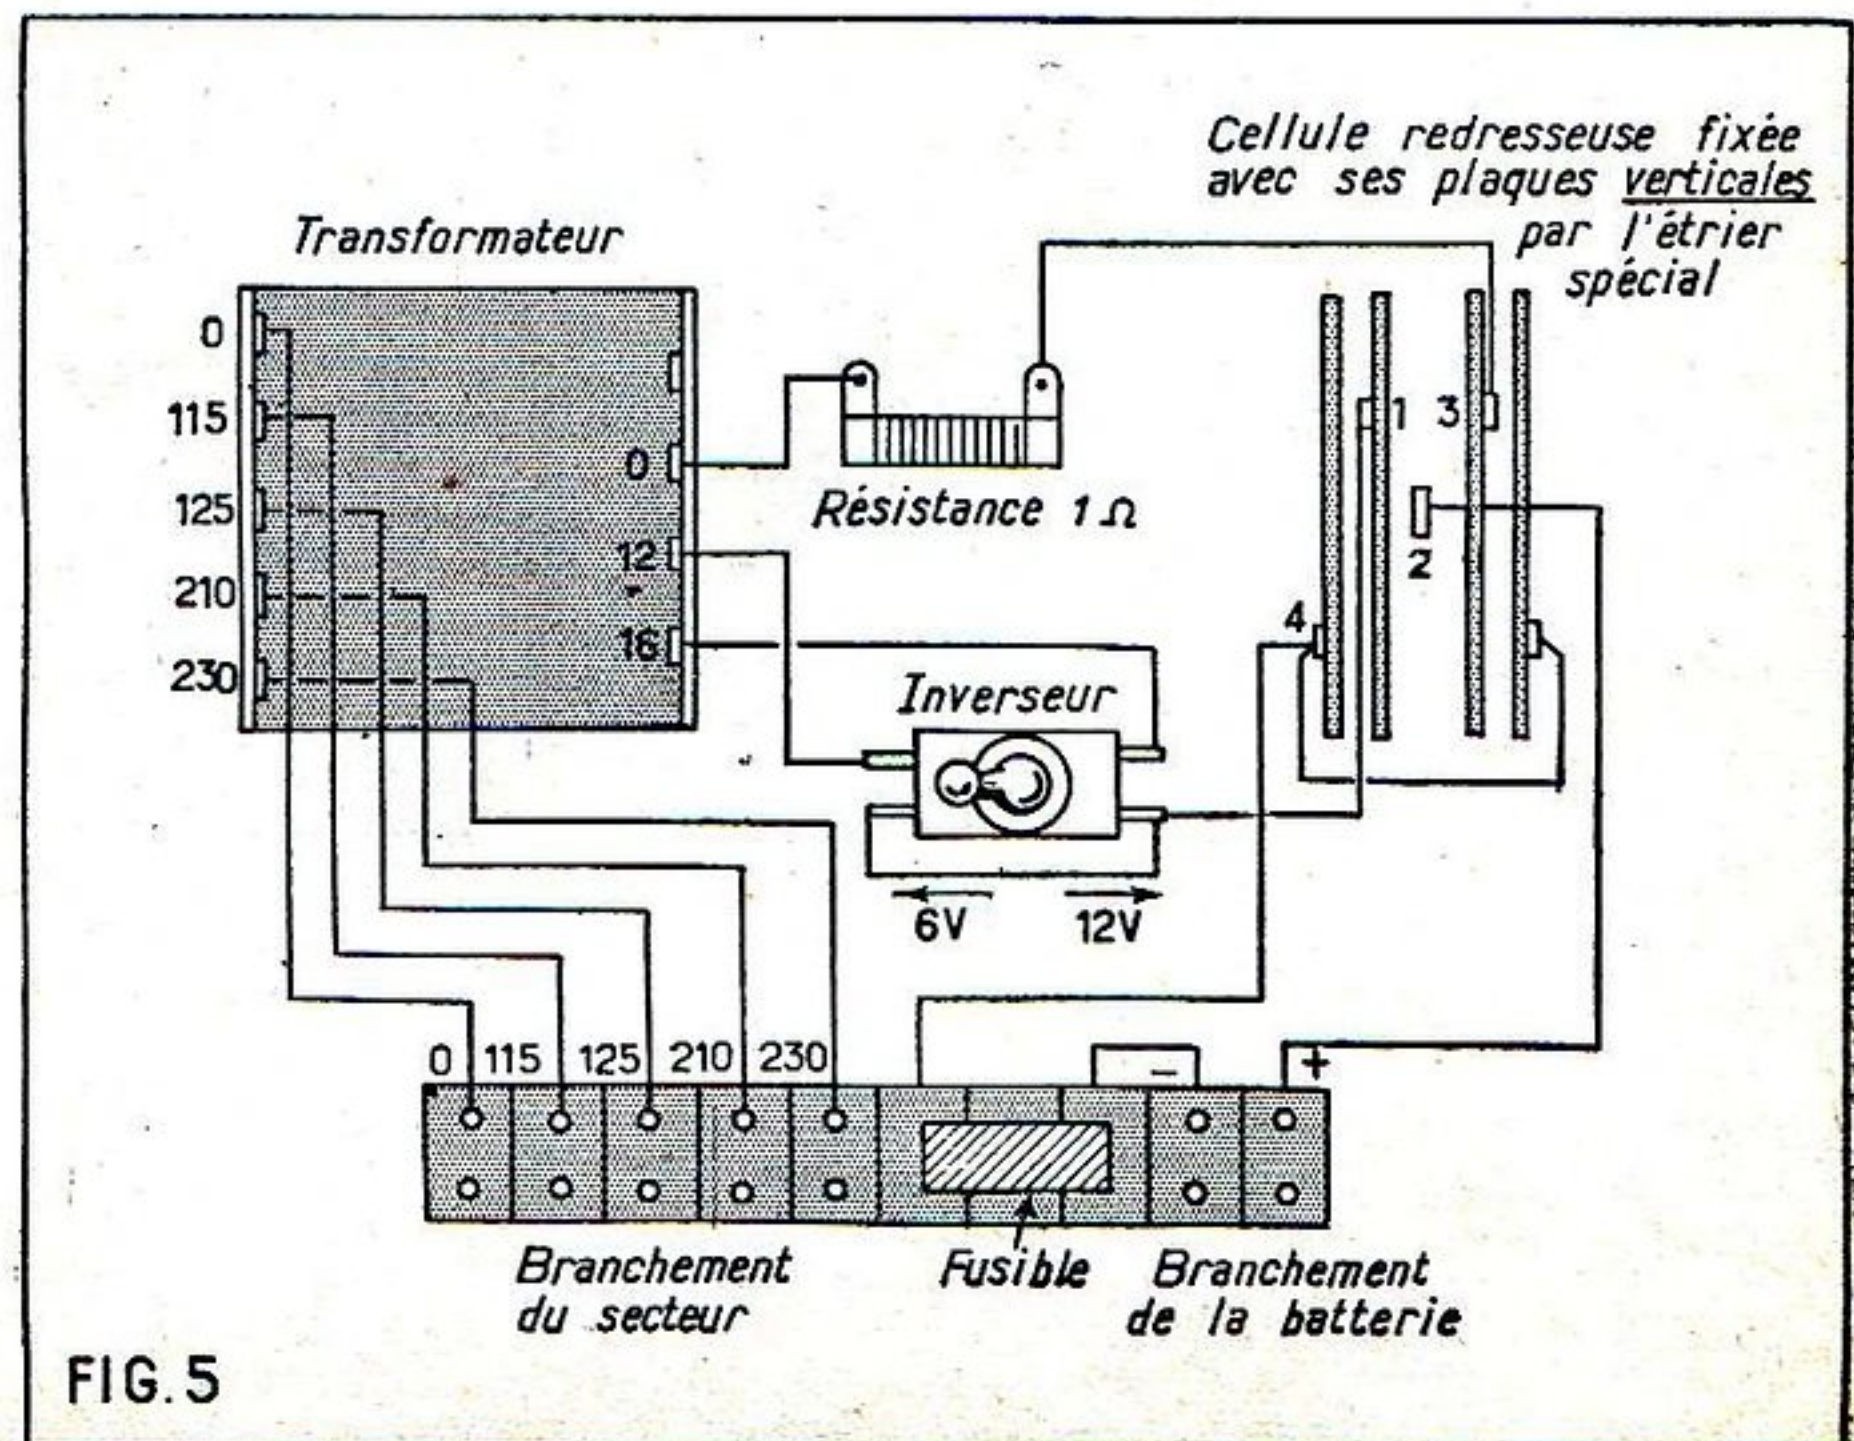 Cellule redresseuse fixée
avec ses plaques verticales
par l'étrier
spécial
Transformateur
0
115
125
210
230
0
12
16
Résistance 1 Ω
1
3
2
4
Inverseur
6V
12V
0 115 125 210 230
- +
Branchement
du secteur
Fusible
Branchement
de la batterie
FIG. 5